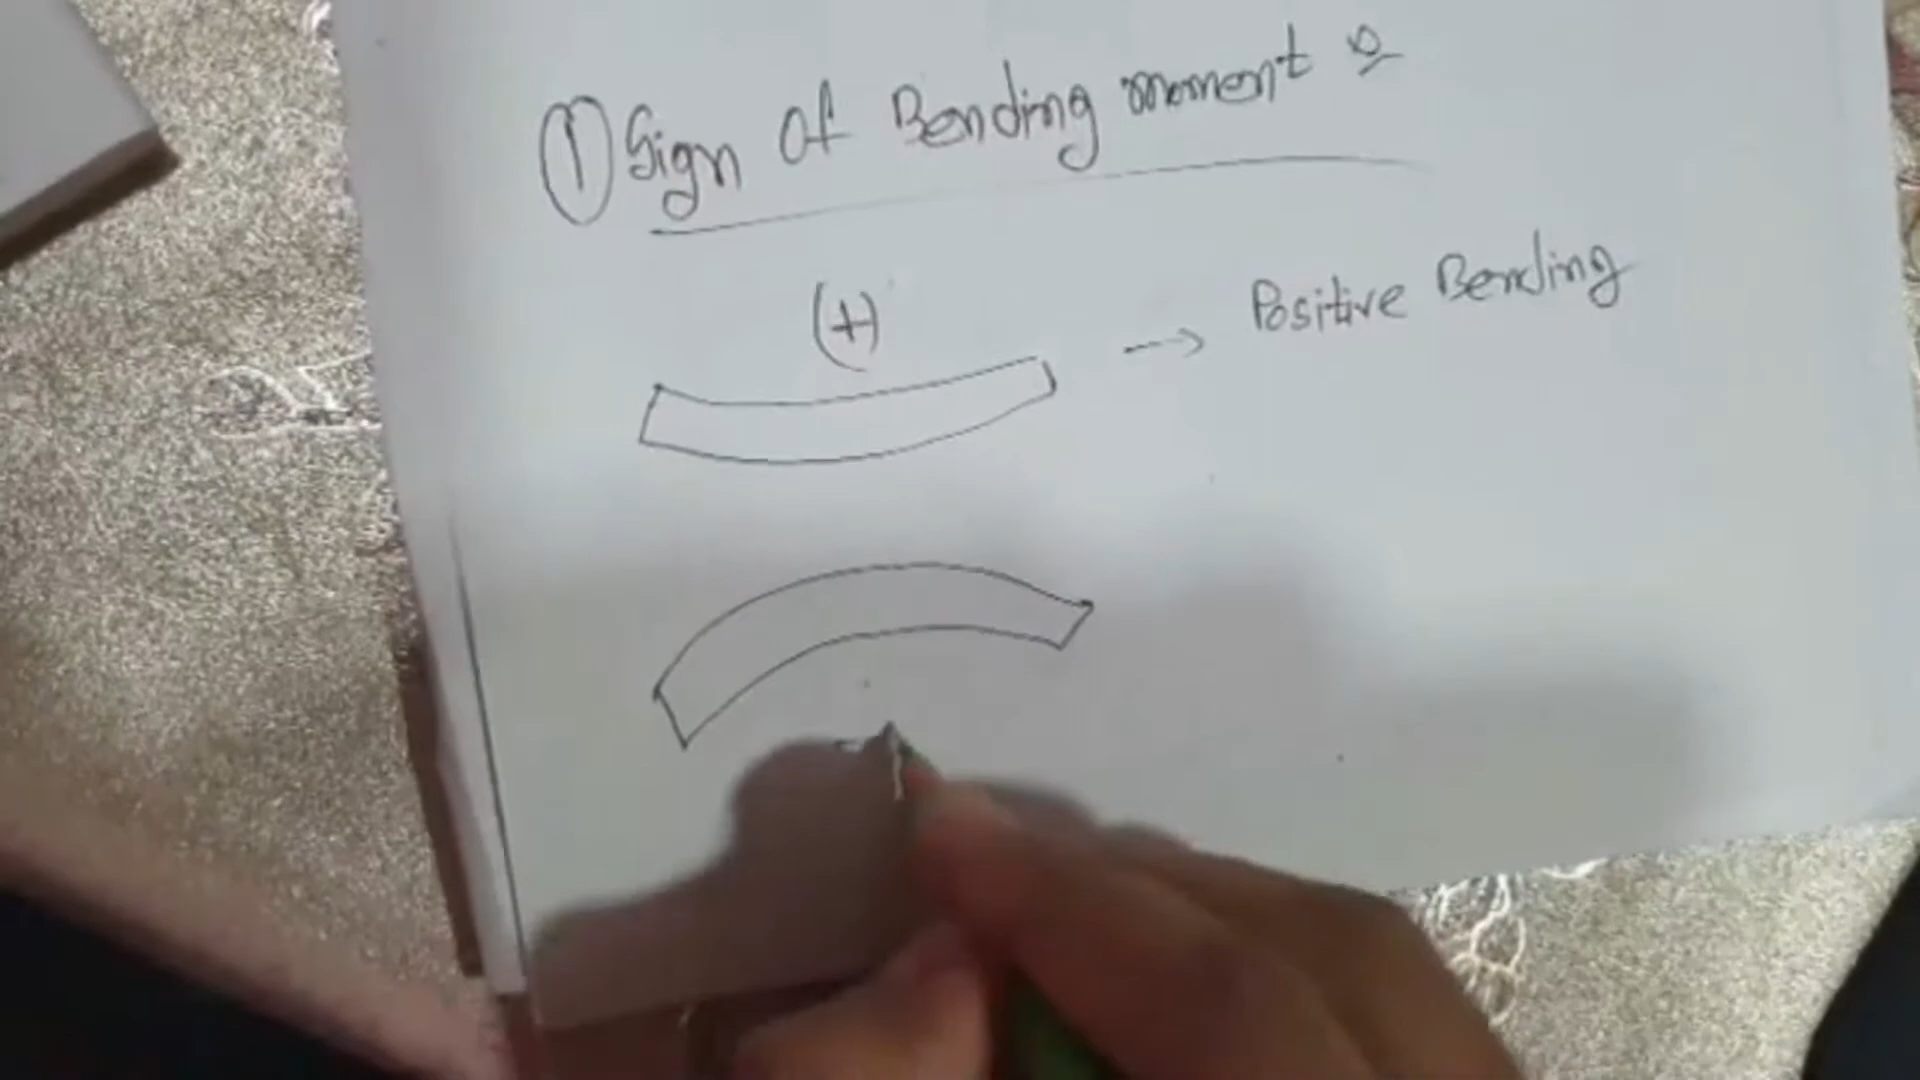 ① Sign of Bending moment :-
(+)
→ Positive Bending